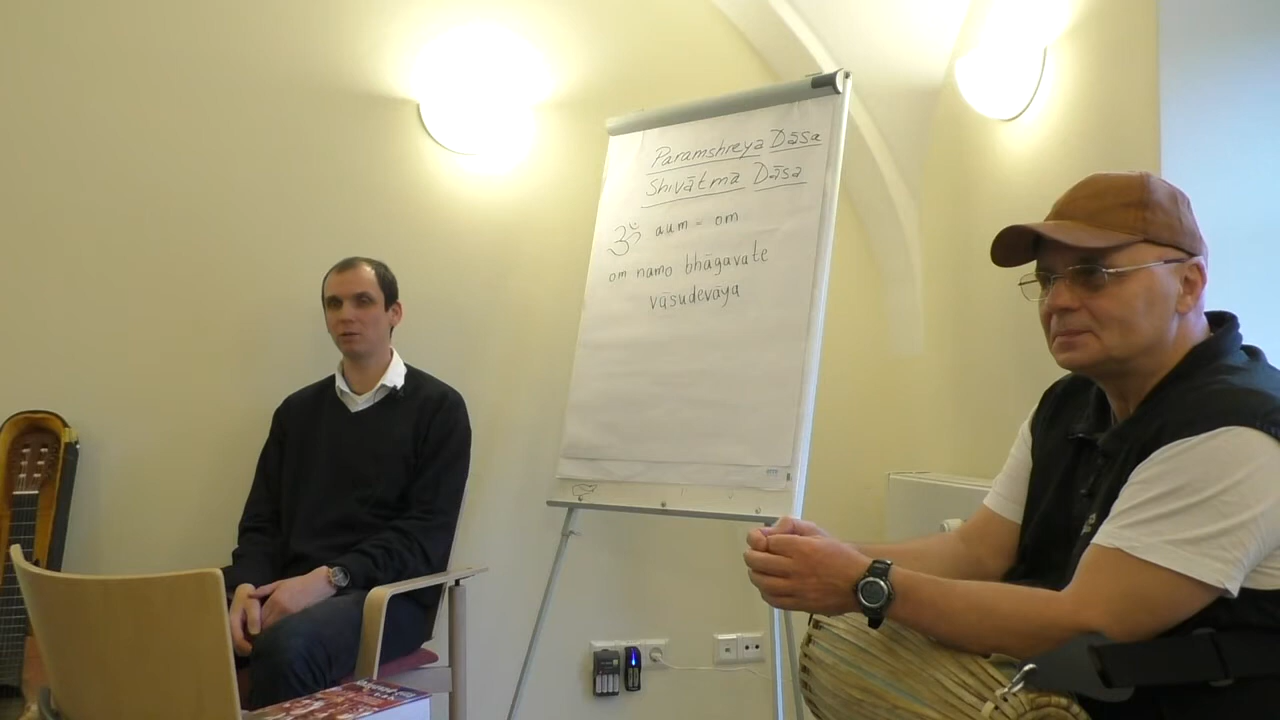 Paramshreya Dāsa
Shivātmā Dāsa
ॐ aum = om
om namo bhāgavate
vāsudevāya